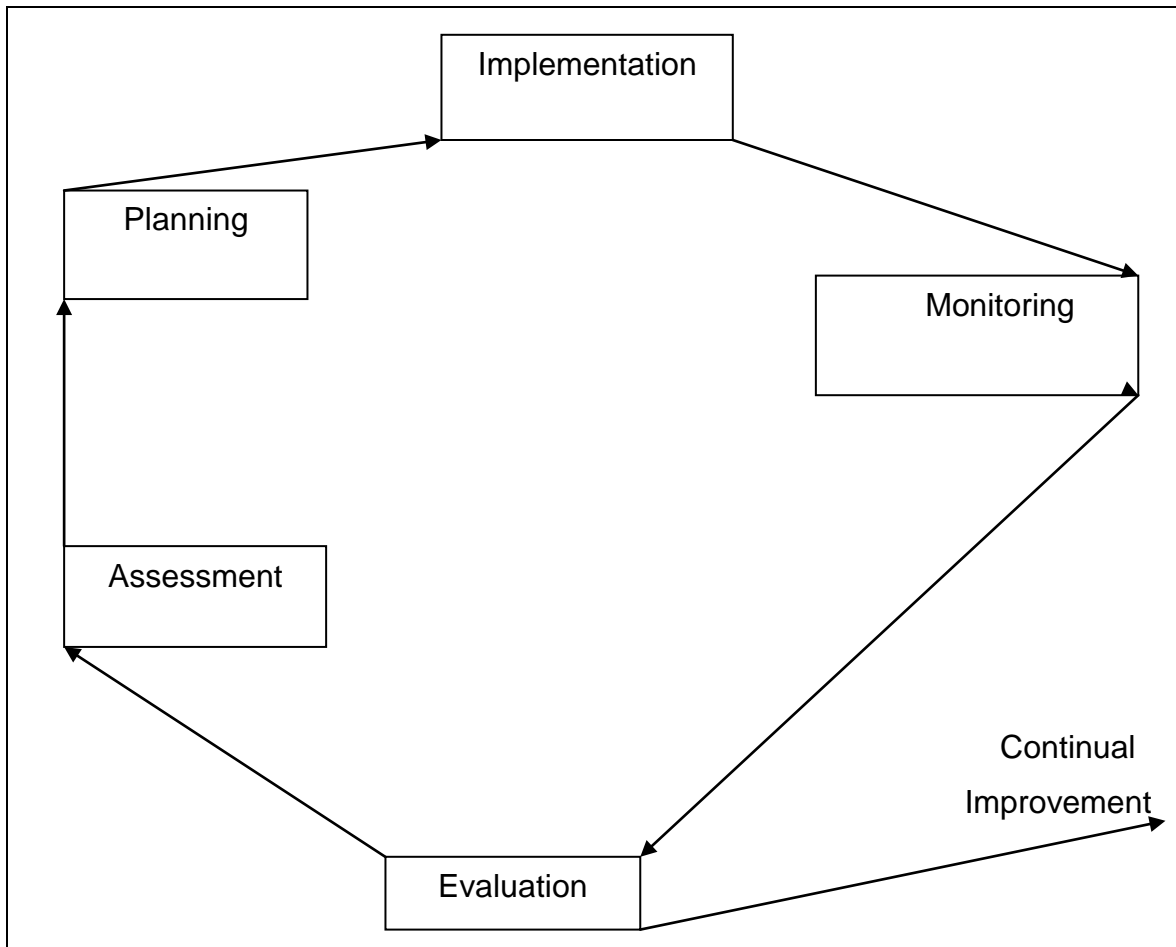 Implementation
Planning
Monitoring
Assessment
Continual
Improvement
Evaluation